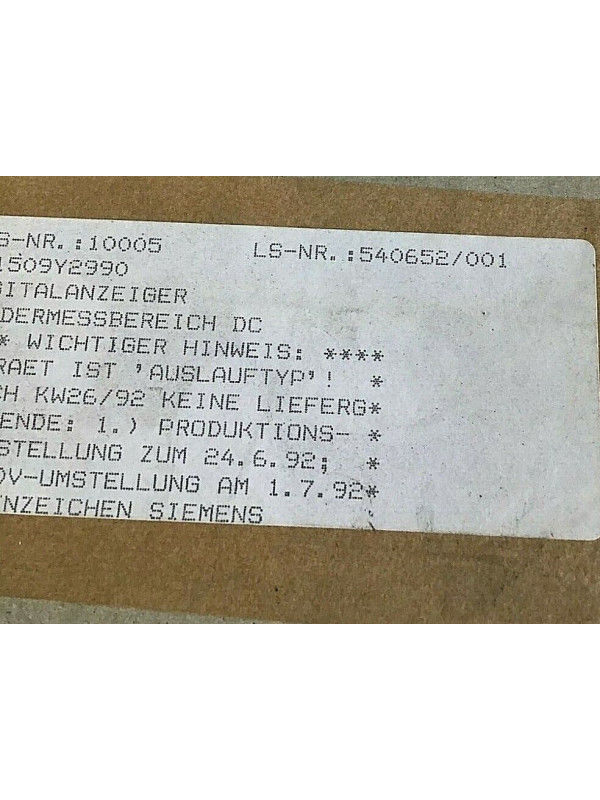 S-NR.:10005 LS-NR.:540652/001
1509Y2990
GITALANZEIGER
DERMESSBEREICH DC
* WICHTIGER HINWEIS: ****
RAET IST 'AUSLAUFTYP'! *
CH KW26/92 KEINE LIEFERG*
ENDE: 1.) PRODUKTIONS- *
STELLUNG ZUM 24.6.92; *
DV-UMSTELLUNG AM 1.7.92*
NZEICHEN SIEMENS *